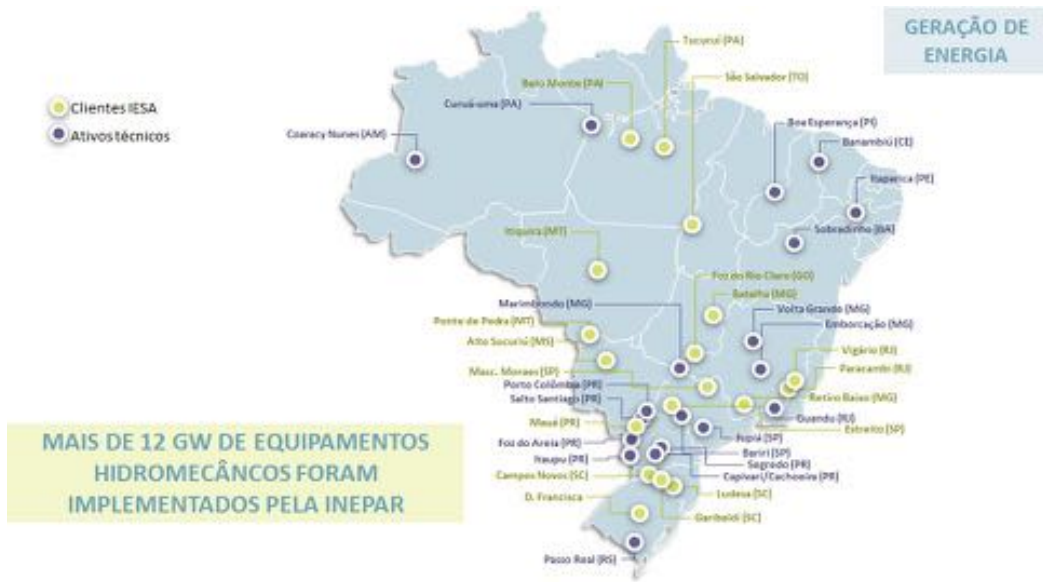 GERAÇÃO DE
ENERGIA
Clientes IESA
Ativos técnicos
Tucuruí (PA)
Belo Monte (PA)
São Salvador (TO)
Curuá-una (PA)
Coaracy Nunes (AM)
Boa Esperança (PI)
Banambiú (CE)
Itaparica (PE)
Sobradinho (BA)
Itiquira (MT)
Foz do Rio Claro (GO)
Batalha (MG)
Marimbondo (MG)
Volta Grande (MG)
Emborcação (MG)
Ponte de Pedra (MT)
Alto Sucuriú (MS)
Vigário (RJ)
Paracambi (RJ)
Masc. Moraes (SP)
Porto Colômbia (PR)
Salto Santiago (PR)
Retiro Baixo (MG)
Guandu (RJ)
Mauá (PR)
Estreito (SP)
Foz do Areia (PR)
Jupiá (SP)
Itaipu (PR)
Bariri (SP)
Segredo (PR)
Campos Novos (SC)
Capivari/Cachoeira (PR)
D. Francisca
Ludesa (SC)
Garibaldi (SC)
Passo Real (RS)
MAIS DE 12 GW DE EQUIPAMENTOS
HIDROMECÂNCOS FORAM
IMPLEMENTADOS PELA INEPAR